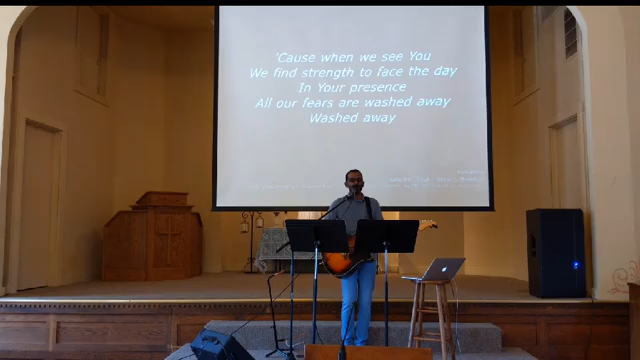 'Cause when we see You
We find strength to face the day
In Your presence
All our fears are washed away
Washed away